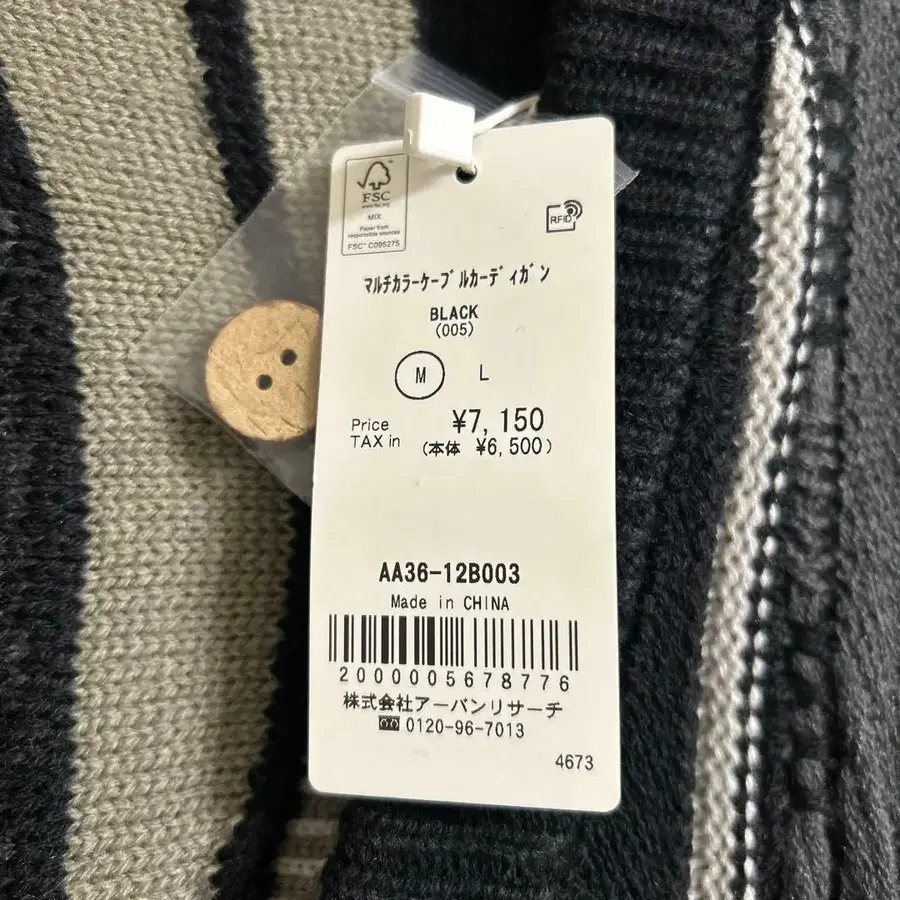 FSC
www.fsc.org
MIX
Paper from
responsible sources
FSC™ C095275
RFID
ﾏﾙﾁｶﾗｰｹｰﾌﾞﾙｶｰﾃﾞｨｶﾞﾝ
BLACK
(005)
M L
Price ¥7,150
TAX in (本体 ¥6,500)
AA36-12B003
Made in CHINA
2000005678776
株式会社アーバンリサーチ
0120-96-7013
4673